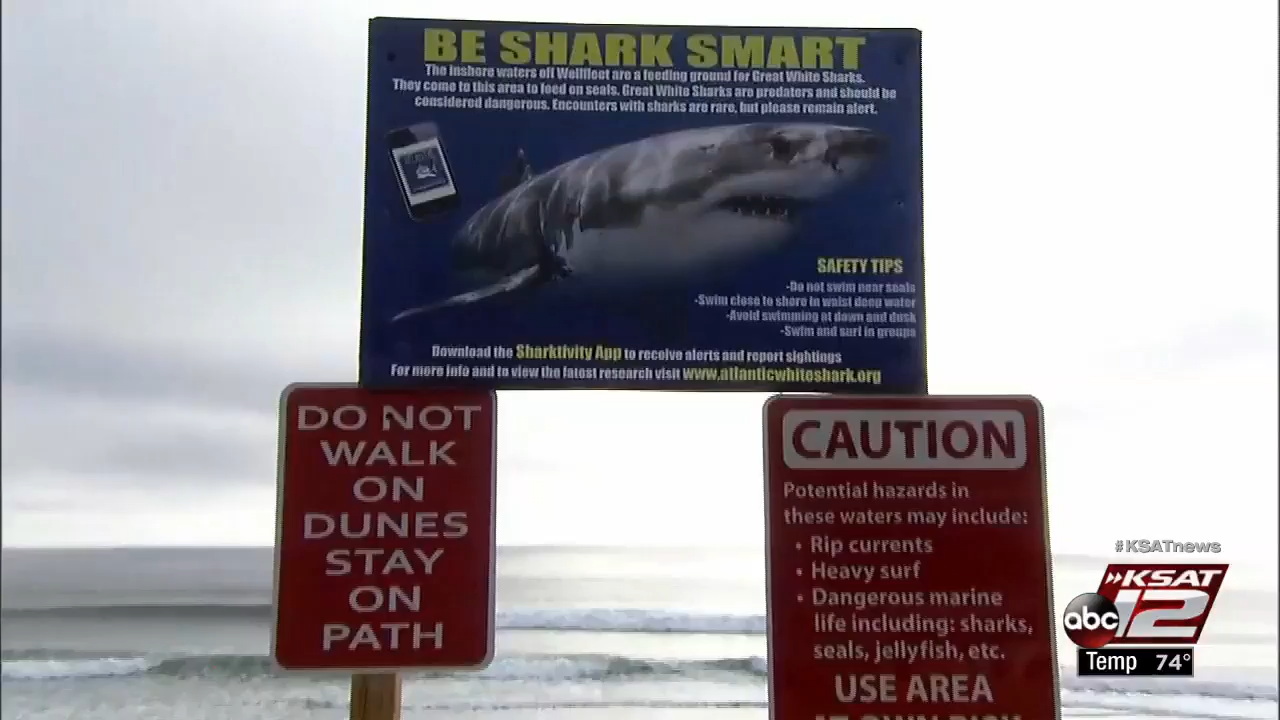 BE SHARK SMART
The inshore waters off Wellfleet are a feeding ground for Great White Sharks.
They come to this area to feed on seals. Great White Sharks are predators and should be
considered dangerous. Encounters with sharks are rare, but please remain alert.
SAFETY TIPS
-Do not swim near seals
-Swim close to shore in waist deep water
-Avoid swimming at dawn and dusk
-Swim and surf in groups
Download the Sharktivity App to receive alerts and report sightings
For more info and to view the latest research visit www.atlanticwhiteshark.org
DO NOT
WALK
ON
DUNES
STAY
ON
PATH
CAUTION
Potential hazards in
these waters may include:
• Rip currents
• Heavy surf
• Dangerous marine
life including: sharks,
seals, jellyfish, etc.
USE AREA
AT OWN RISK
#KSATnews
KSAT
abc 12
Temp 74°